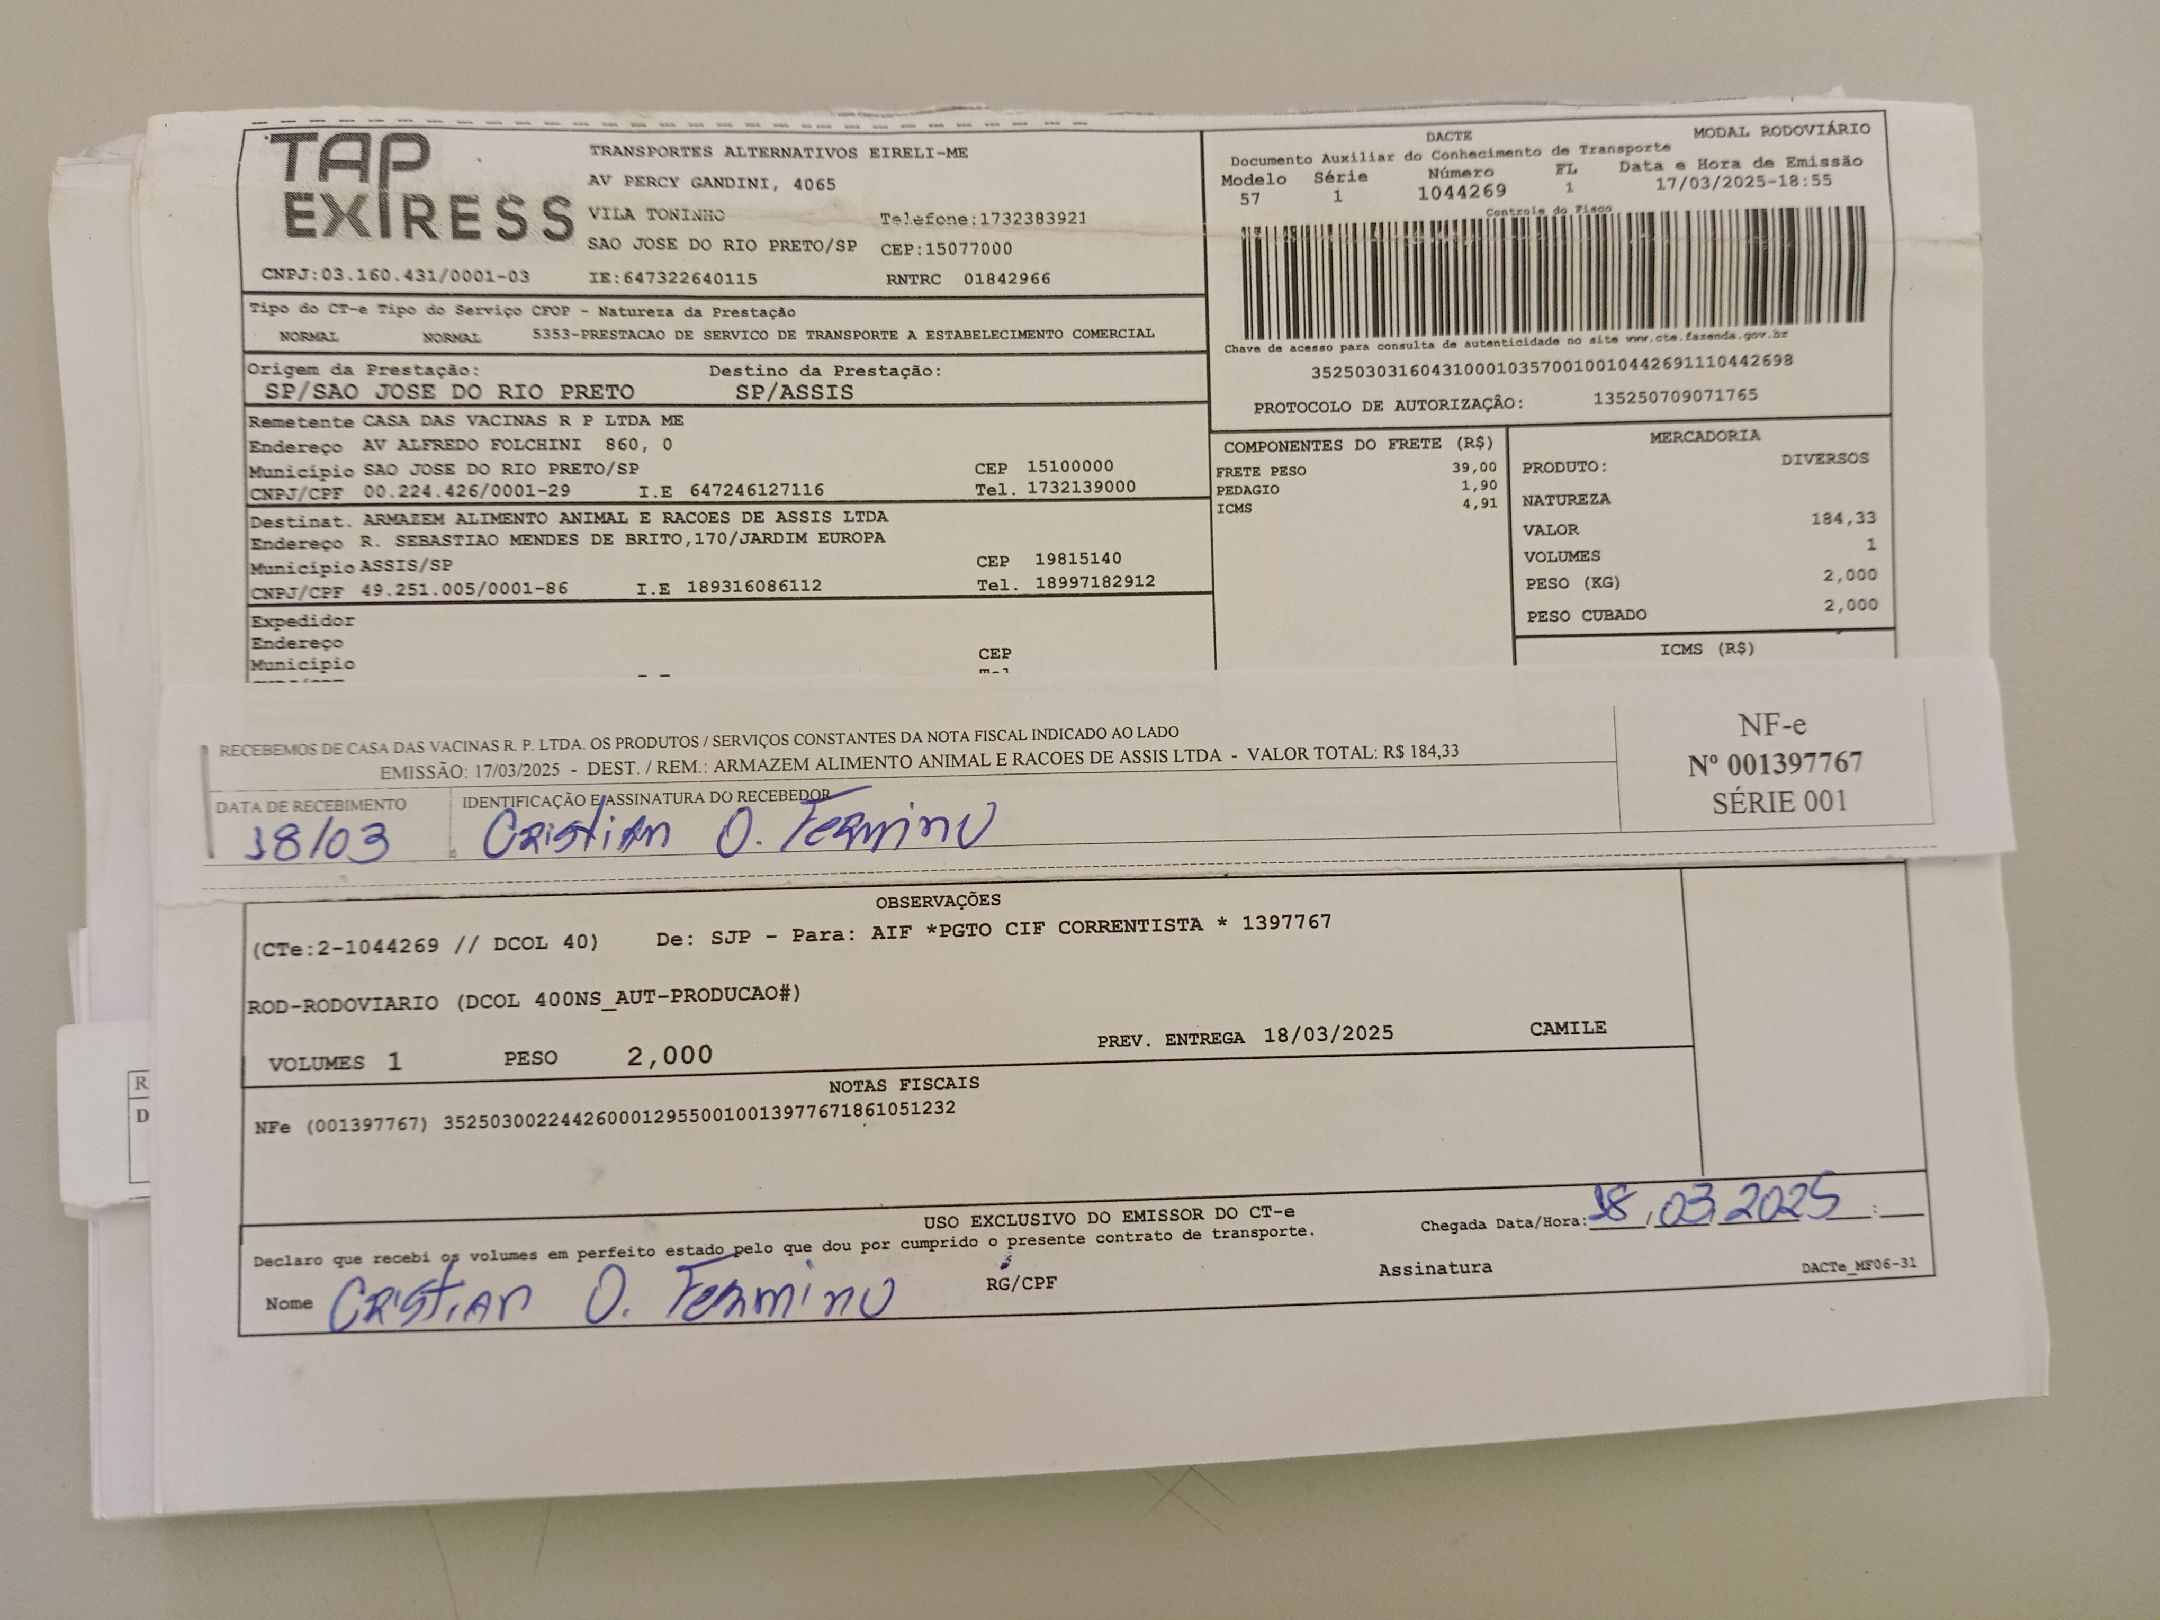 TAP
EXPRESS
TRANSPORTES ALTERNATIVOS EIRELI-ME
AV PERCY GANDINI, 4065
VILA TONINHO Telefone:1732383921
SAO JOSE DO RIO PRETO/SP CEP:15077000
CNPJ:03.160.431/0001-03 IE:647322640115 RNTRC 01842966
DACTE MODAL RODOVIÁRIO
Documento Auxiliar do Conhecimento de Transporte
Modelo Série Número FL Data e Hora de Emissão
57 1 1044269 1 17/03/2025-18:55
Controle do Fisco
Chave de acesso para consulta de autenticidade no site www.cte.fazenda.gov.br
35250303160431000103570010010442691110442698
PROTOCOLO DE AUTORIZAÇÂO: 135250709071765
Tipo do CT-e Tipo do Serviço CFOP - Natureza da Prestação
NORMAL NORMAL 5353-PRESTACAO DE SERVICO DE TRANSPORTE A ESTABELECIMENTO COMERCIAL
Origem da Prestação: Destino da Prestação:
SP/SAO JOSE DO RIO PRETO SP/ASSIS
Remetente CASA DAS VACINAS R P LTDA ME
Endereço AV ALFREDO FOLCHINI 860, 0
Município SAO JOSE DO RIO PRETO/SP CEP 15100000
CNPJ/CPF 00.224.426/0001-29 I.E 647246127116 Tel. 1732139000
Destinat. ARMAZEM ALIMENTO ANIMAL E RACOES DE ASSIS LTDA
Endereço R. SEBASTIAO MENDES DE BRITO,170/JARDIM EUROPA
Município ASSIS/SP CEP 19815140
CNPJ/CPF 49.251.005/0001-86 I.E 189316086112 Tel. 18997182912
Expedidor
Endereço
Município CEP
COMPONENTES DO FRETE (R$)
FRETE PESO 39,00
PEDAGIO 1,90
ICMS 4,91
MERCADORIA
PRODUTO: DIVERSOS
NATUREZA
VALOR 184,33
VOLUMES 1
PESO (KG) 2,000
PESO CUBADO 2,000
ICMS (R$)
RECEBEMOS DE CASA DAS VACINAS R. P. LTDA. OS PRODUTOS / SERVIÇOS CONSTANTES DA NOTA FISCAL INDICADO AO LADO
EMISSÃO: 17/03/2025 - DEST. / REM.: ARMAZEM ALIMENTO ANIMAL E RACOES DE ASSIS LTDA - VALOR TOTAL: R$ 184,33
DATA DE RECEBIMENTO IDENTIFICAÇÃO E ASSINATURA DO RECEBEDOR
18/03 CRISTIAN O. FERMINO
NF-e
Nº 001397767
SÉRIE 001
OBSERVAÇÕES
(CTe:2-1044269 // DCOL 40) De: SJP - Para: AIF *PGTO CIF CORRENTISTA * 1397767
ROD-RODOVIARIO (DCOL 400NS_AUT-PRODUCAO#)
VOLUMES 1 PESO 2,000 PREV. ENTREGA 18/03/2025 CAMILE
NOTAS FISCAIS
NFe (001397767) 35250300224426000129550010013977671861051232
USO EXCLUSIVO DO EMISSOR DO CT-e
Declaro que recebi os volumes em perfeito estado pelo que dou por cumprido o presente contrato de transporte.
Chegada Data/Hora: 18/03/2025 :
Nome CRISTIAN O. FERMINO RG/CPF Assinatura DACTe_MF06-31
R
D